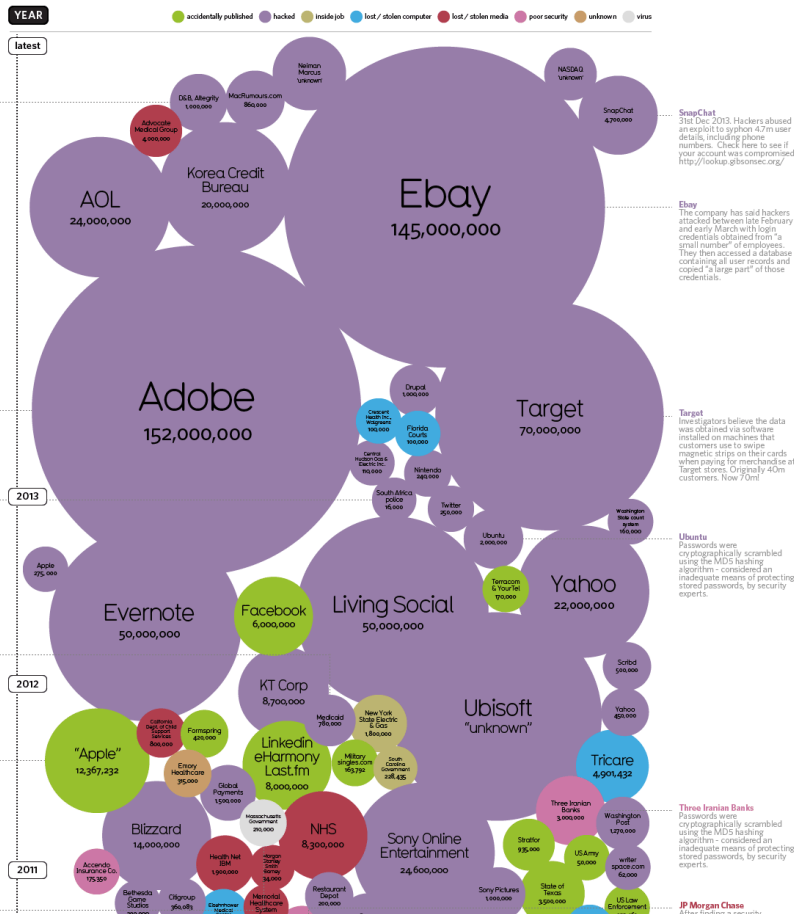 YEAR
accidentally published
hacked
inside job
lost / stolen computer
lost / stolen media
poor security
unknown
virus
latest
Neiman
Marcus
'unknown'
NASDAQ
'unknown'
D&B, Altegrity
1,000,000
MacRumours.com
860,000
SnapChat
4,700,000
Advocate
Medical Group
4,000,000
SnapChat
31st Dec 2013. Hackers abused
an exploit to syphon 4.7m user
details, including phone
numbers. Check here to see if
your account was compromised
http://lookup.gibsonsec.org/
Korea Credit
Bureau
20,000,000
AOL
24,000,000
Ebay
145,000,000
Ebay
The company has said hackers
attacked between late February
and early March with login
credentials obtained from "a
small number" of employees.
They then accessed a database
containing all user records and
copied "a large part" of those
credentials.
Adobe
152,000,000
Drupal
1,000,000
Crescent
Health Inc.,
Walgreens
100,000
Florida
Courts
100,000
Target
70,000,000
Target
Investigators believe the data
was obtained via software
installed on machines that
customers use to swipe
magnetic strips on their cards
when paying for merchandise at
Target stores. Originally 40m
customers. Now 70m!
Central
Hudson Gas &
Electric Inc.
110,000
Nintendo
240,000
2013
South Africa
police
16,000
Twitter
250,000
Washington
State court
system
160,000
Ubuntu
2,000,000
Ubuntu
Passwords were
cryptographically scrambled
using the MD5 hashing
algorithm - considered an
inadequate means of protecting
stored passwords, by security
experts.
Apple
275,000
Evernote
50,000,000
Facebook
6,000,000
Living Social
50,000,000
Terracom
& YourTel
170,000
Yahoo
22,000,000
Scribd
500,000
2012
KT Corp
8,700,000
Medicaid
780,000
New York
State Electric
& Gas
1,800,000
Ubisoft
"unknown"
Yahoo
450,000
"Apple"
12,367,232
California
Dept. of Child
Support
Services
800,000
Formspring
420,000
Linkedin
eHarmony
Last.fm
8,000,000
Military
singles.com
163,792
South
Carolina
Government
228,435
Tricare
4,901,432
Emory
Healthcare
315,000
Global
Payments
1,500,000
Massachusetts
Government
210,000
Three Iranian
Banks
3,000,000
Washington
Post
1,270,000
Three Iranian Banks
Passwords were
cryptographically scrambled
using the MD5 hashing
algorithm - considered an
inadequate means of protecting
stored passwords, by security
experts.
Blizzard
14,000,000
NHS
8,300,000
Sony Online
Entertainment
24,600,000
Stratfor
935,000
US Army
50,000
writer
space.com
62,000
Accendo
Insurance Co.
175,350
Health Net
IBM
1,900,000
Morgan
Stanley
Smith
Barney
34,000
2011
Bethesda
Game
Studios
Citigroup
360,083
Eisenhower
Medical
Memorial
Healthcare
System
Restaurant
Depot
200,000
Sony Pictures
1,000,000
State of
Texas
3,500,000
US Law
Enforcement
JP Morgan Chase